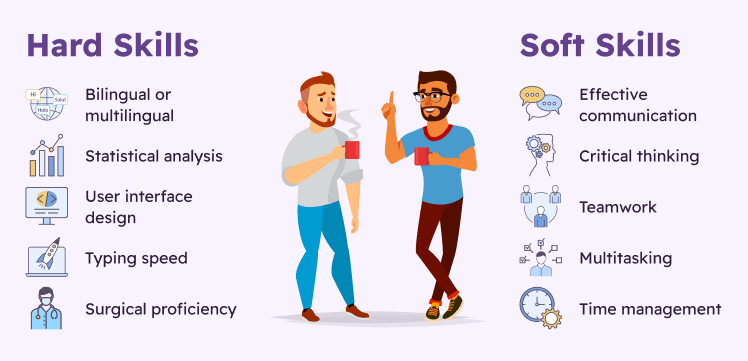 Hard Skills
Hi
Salut
Hola
Bilingual or
multilingual
Statistical analysis
User interface
design
Typing speed
Surgical proficiency
Soft Skills
Effective
communication
Critical thinking
Teamwork
Multitasking
Time management